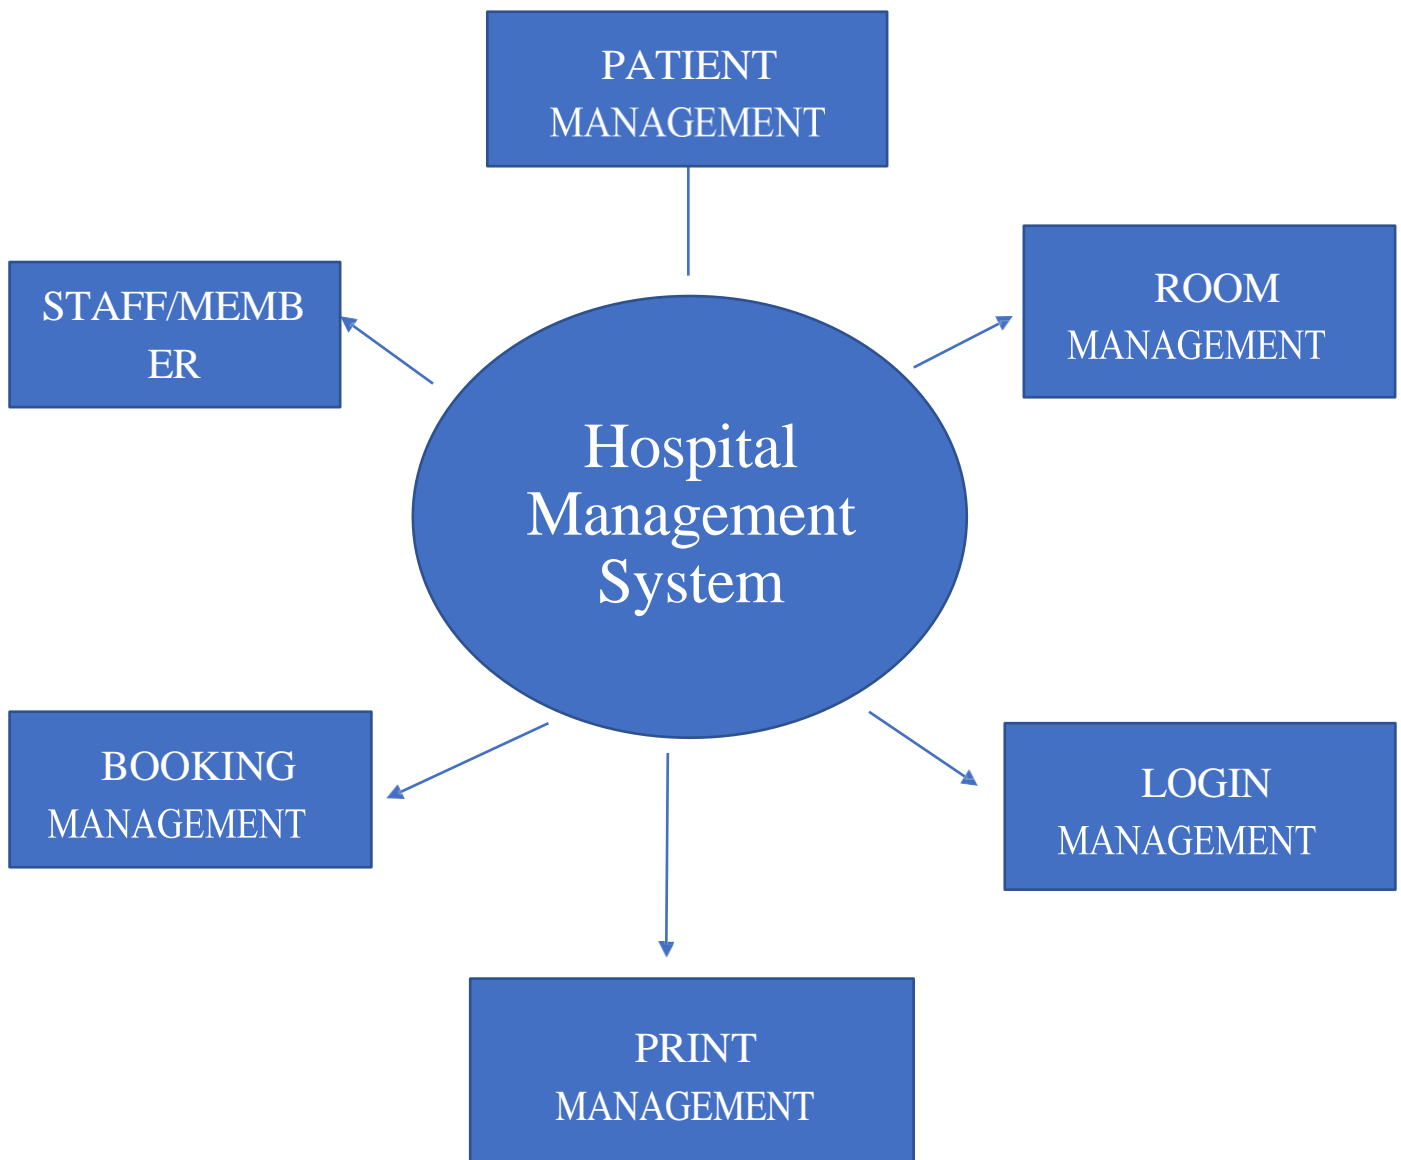 PATIENT
MANAGEMENT
ROOM
MANAGEMENT
STAFF/MEMB
ER
Hospital
Management
System
BOOKING
MANAGEMENT
LOGIN
MANAGEMENT
PRINT
MANAGEMENT